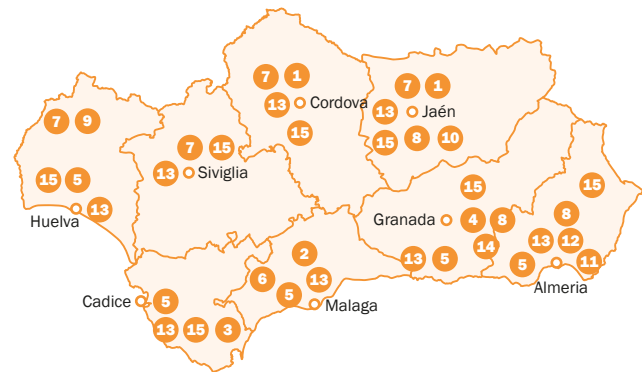 7 1
7 1
13 Cordova
13 Jaén
7 9
15
15 8 10
7 15
13 Siviglia
15 5
15
15
Huelva 13
Granada 4 8
8
2
14
13 12
6
13
13 5
5
11
5
Almeria
Cadice 5
Malaga
13 15 3